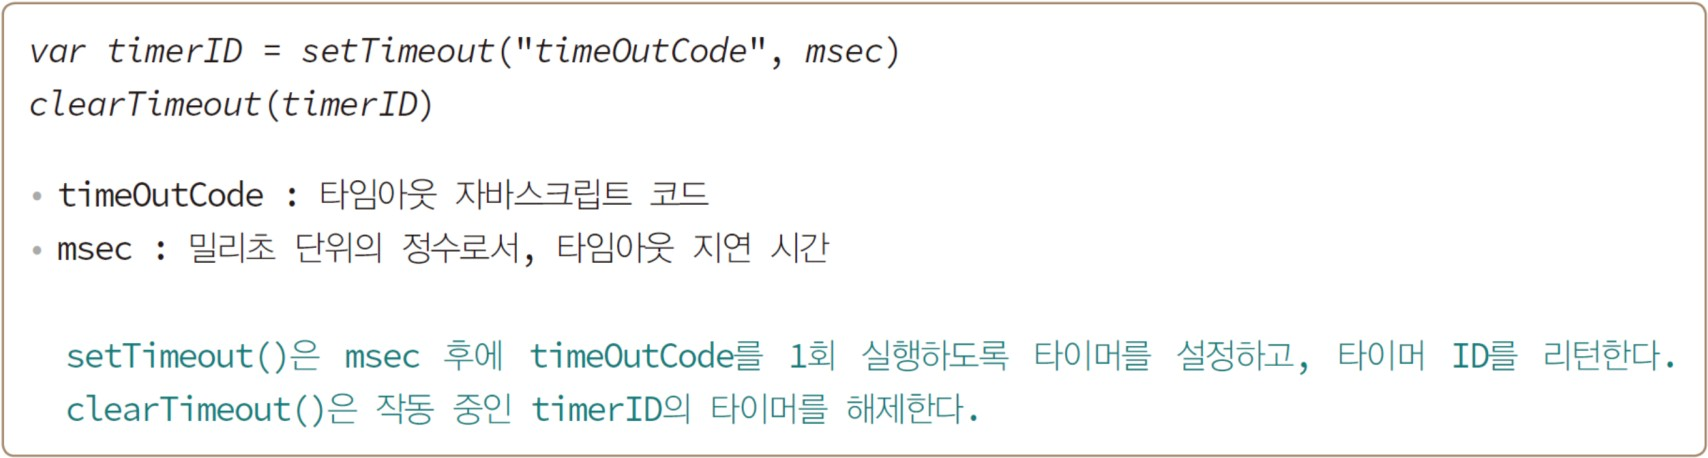 var timerID = setTimeout("timeOutCode", msec)
clearTimeout(timerID)
• timeOutCode : 타임아웃 자바스크립트 코드
• msec : 밀리초 단위의 정수로서, 타임아웃 지연 시간
setTimeout()은 msec 후에 timeOutCode를 1회 실행하도록 타이머를 설정하고, 타이머 ID를 리턴한다.
clearTimeout()은 작동 중인 timerID의 타이머를 해제한다.